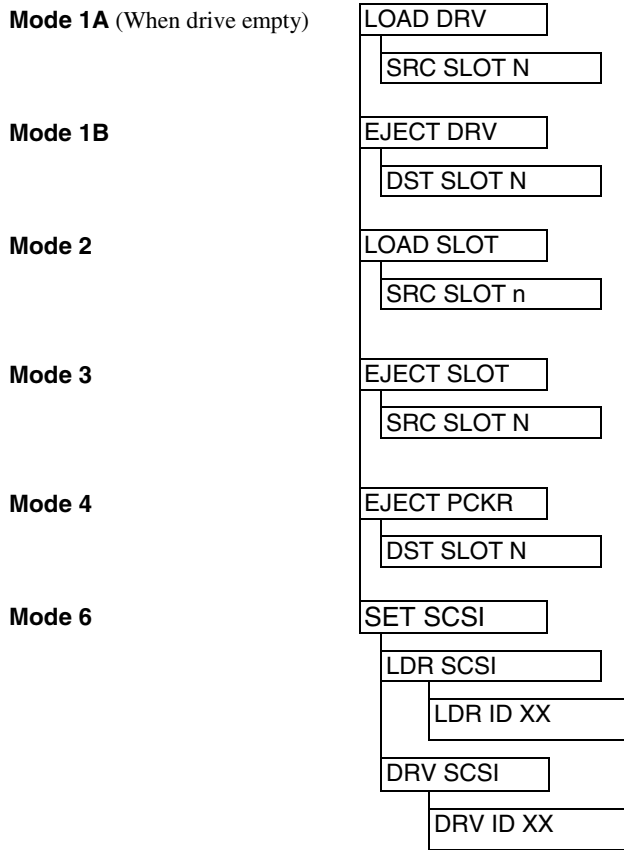 Mode 1A (When drive empty) LOAD DRV
SRC SLOT N
Mode 1B EJECT DRV
DST SLOT N
Mode 2 LOAD SLOT
SRC SLOT n
Mode 3 EJECT SLOT
SRC SLOT N
Mode 4 EJECT PCKR
DST SLOT N
Mode 6 SET SCSI
LDR SCSI
LDR ID XX
DRV SCSI
DRV ID XX